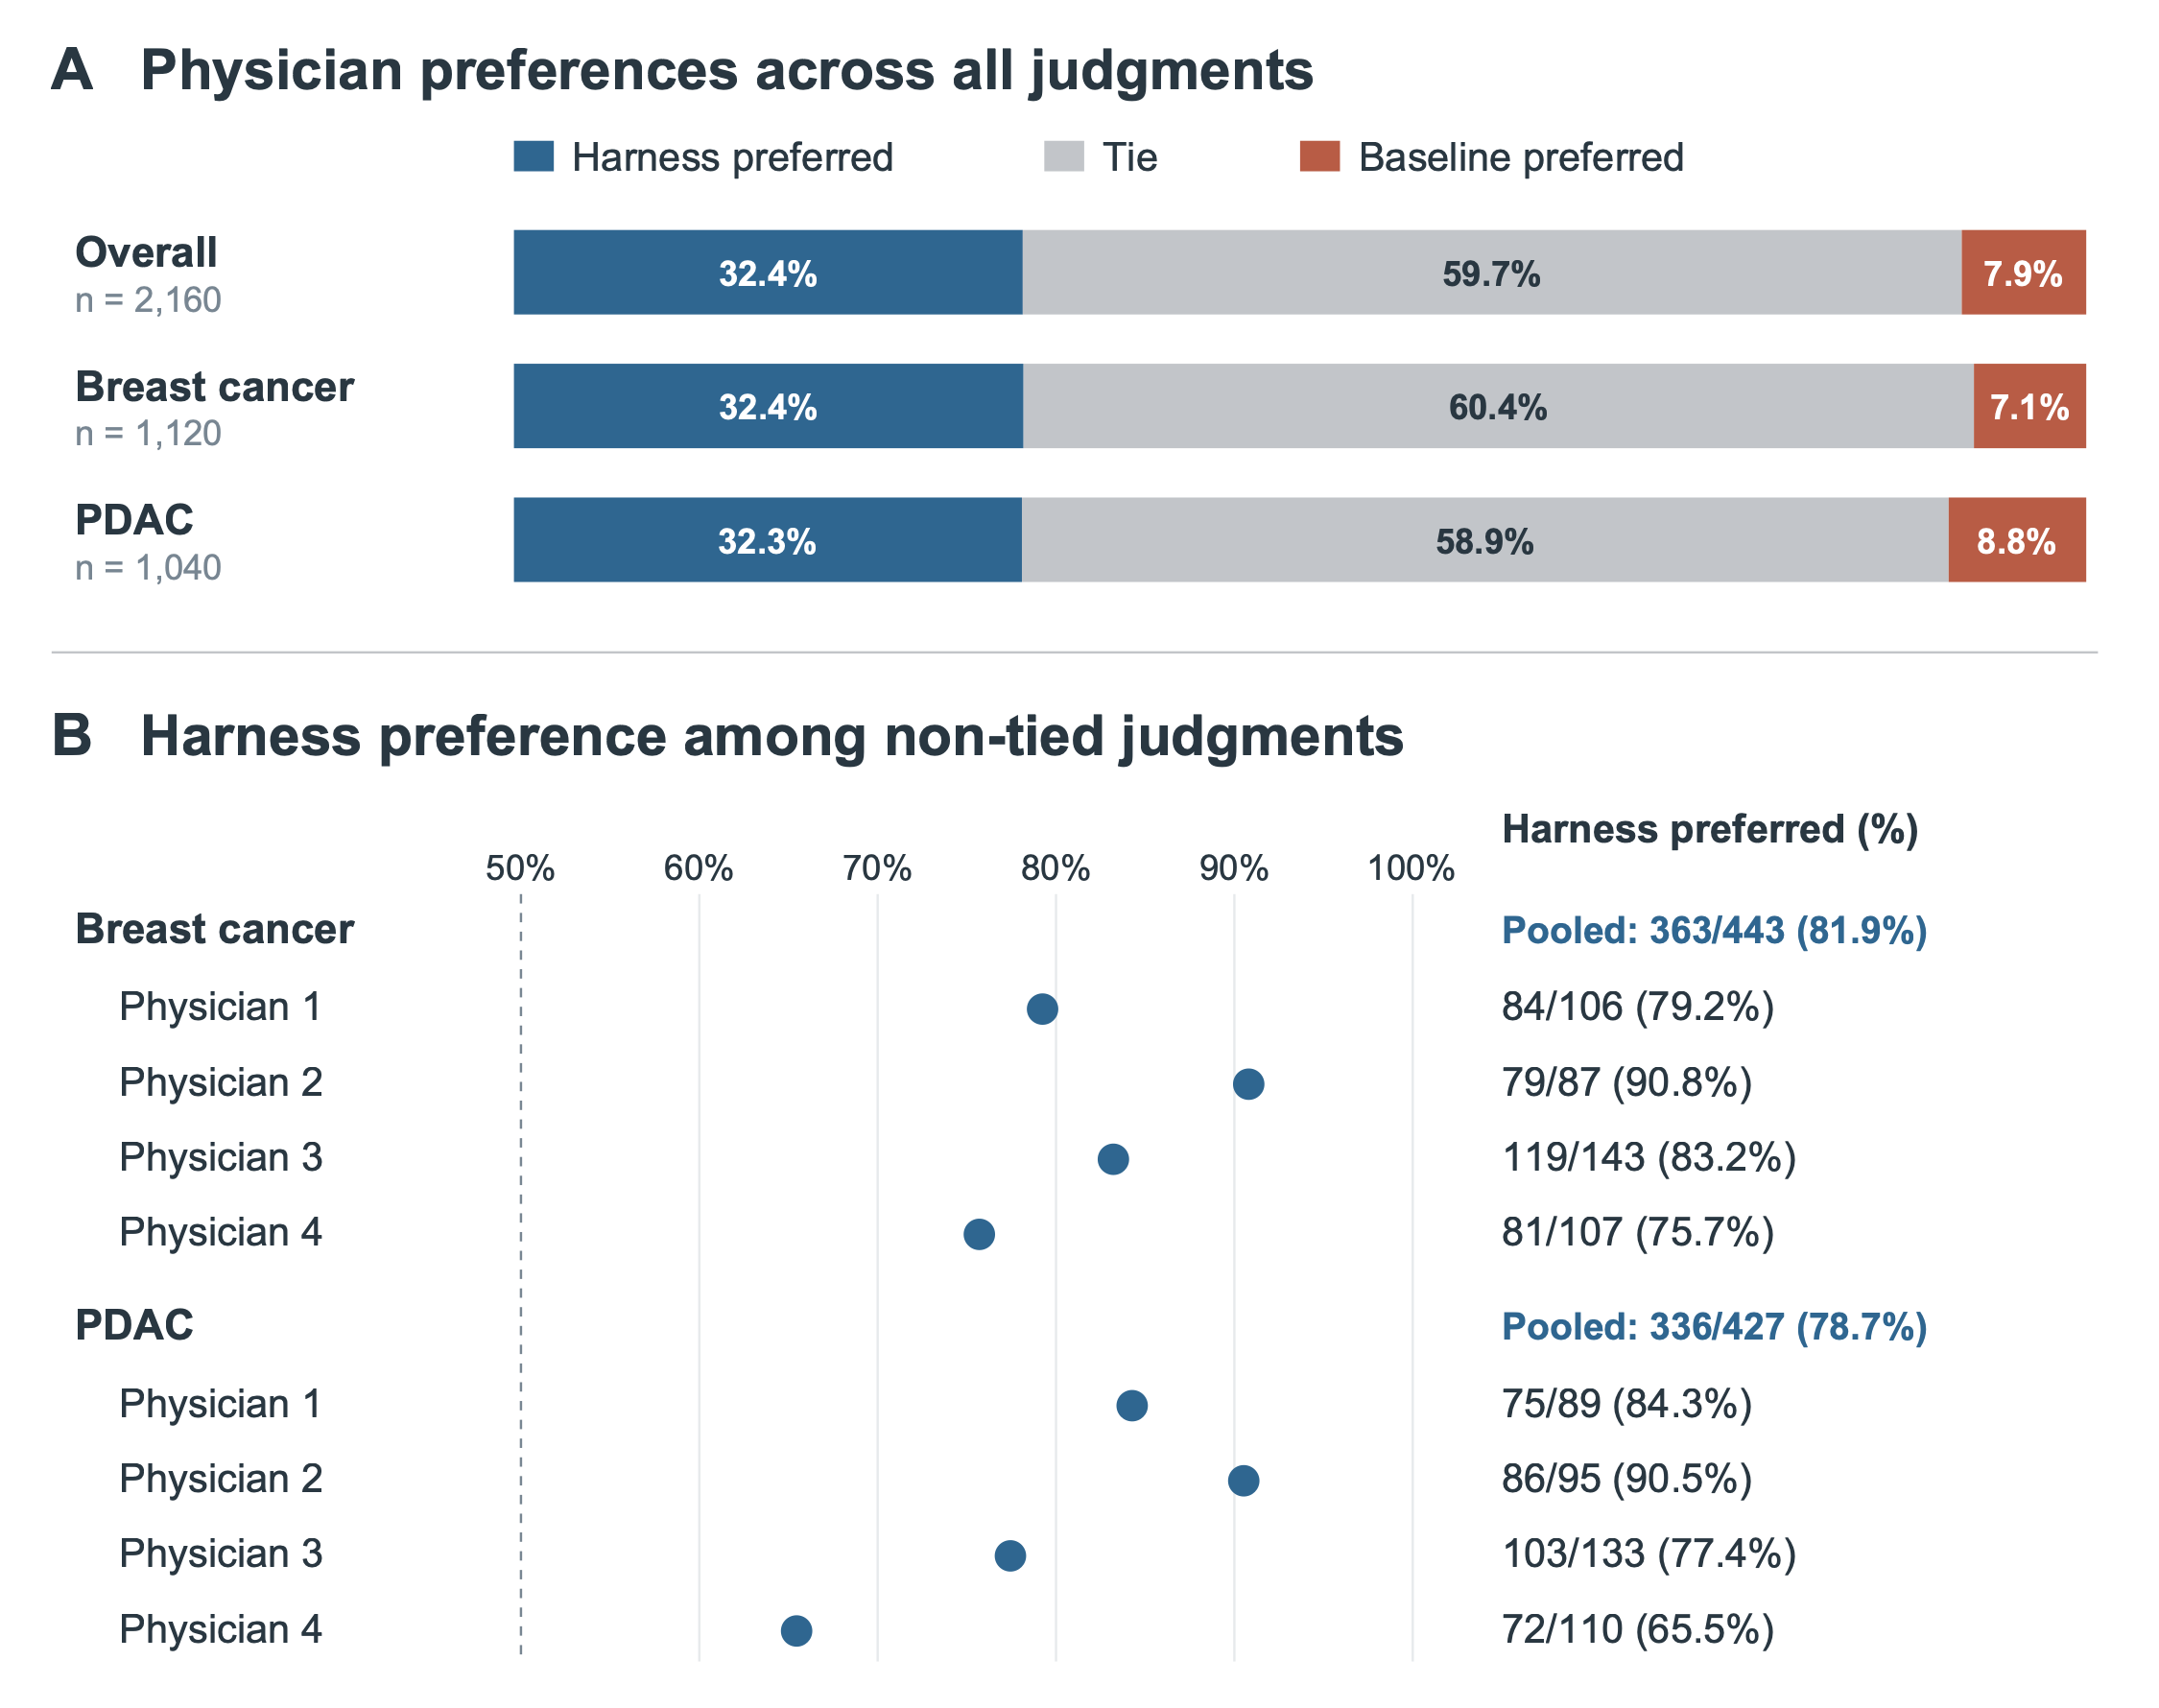 A Physician preferences across all judgments
Harness preferred Tie Baseline preferred
Overall
n = 2,160
32.4% 59.7% 7.9%
Breast cancer
n = 1,120
32.4% 60.4% 7.1%
PDAC
n = 1,040
32.3% 58.9% 8.8%
B Harness preference among non-tied judgments
Harness preferred (%)
50% 60% 70% 80% 90% 100%
Breast cancer Pooled: 363/443 (81.9%)
Physician 1 84/106 (79.2%)
Physician 2 79/87 (90.8%)
Physician 3 119/143 (83.2%)
Physician 4 81/107 (75.7%)
PDAC Pooled: 336/427 (78.7%)
Physician 1 75/89 (84.3%)
Physician 2 86/95 (90.5%)
Physician 3 103/133 (77.4%)
Physician 4 72/110 (65.5%)